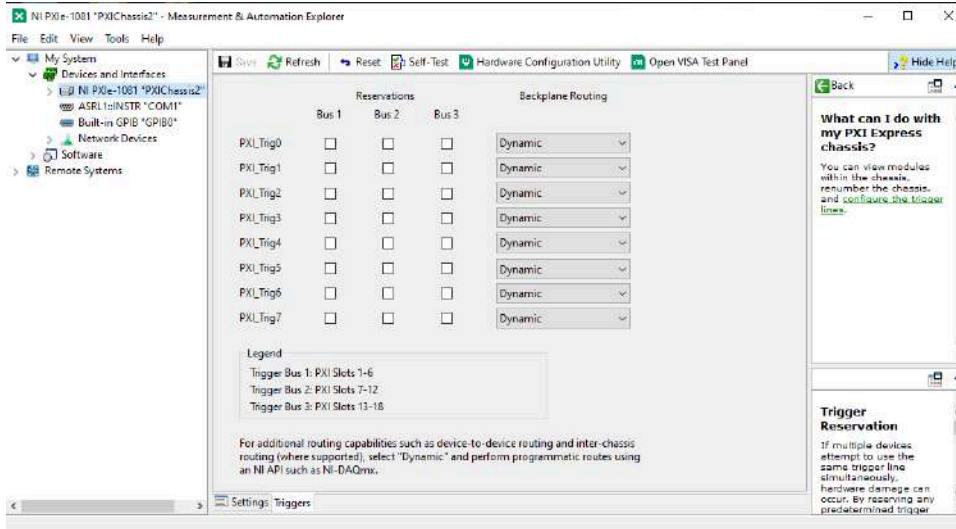 NI PXIe-1081 "PXIChassis2" - Measurement & Automation Explorer
File Edit View Tools Help
My System
Devices and Interfaces
NI PXIe-1081 "PXIChassis2"
ASRL1::INSTR "COM1"
Built-in GPIB "GPIB0"
Network Devices
Software
Remote Systems
Save Refresh Reset Self-Test Hardware Configuration Utility Open VISA Test Panel Hide Help
Reservations Backplane Routing
Bus 1 Bus 2 Bus 3
PXI_Trig0 Dynamic
PXI_Trig1 Dynamic
PXI_Trig2 Dynamic
PXI_Trig3 Dynamic
PXI_Trig4 Dynamic
PXI_Trig5 Dynamic
PXI_Trig6 Dynamic
PXI_Trig7 Dynamic
Legend
Trigger Bus 1: PXI Slots 1-6
Trigger Bus 2: PXI Slots 7-12
Trigger Bus 3: PXI Slots 13-18
For additional routing capabilities such as device-to-device routing and inter-chassis
routing (where supported), select "Dynamic" and perform programmatic routes using
an NI API such as NI-DAQmx.
Settings Triggers
Back
What can I do with
my PXI Express
chassis?
You can view modules
within the chassis,
renumber the chassis,
and configure the trigger
lines.
Trigger
Reservation
If multiple devices
attempt to use the
same trigger line
simultaneously,
hardware damage can
occur. By reserving any
predetermined trigger